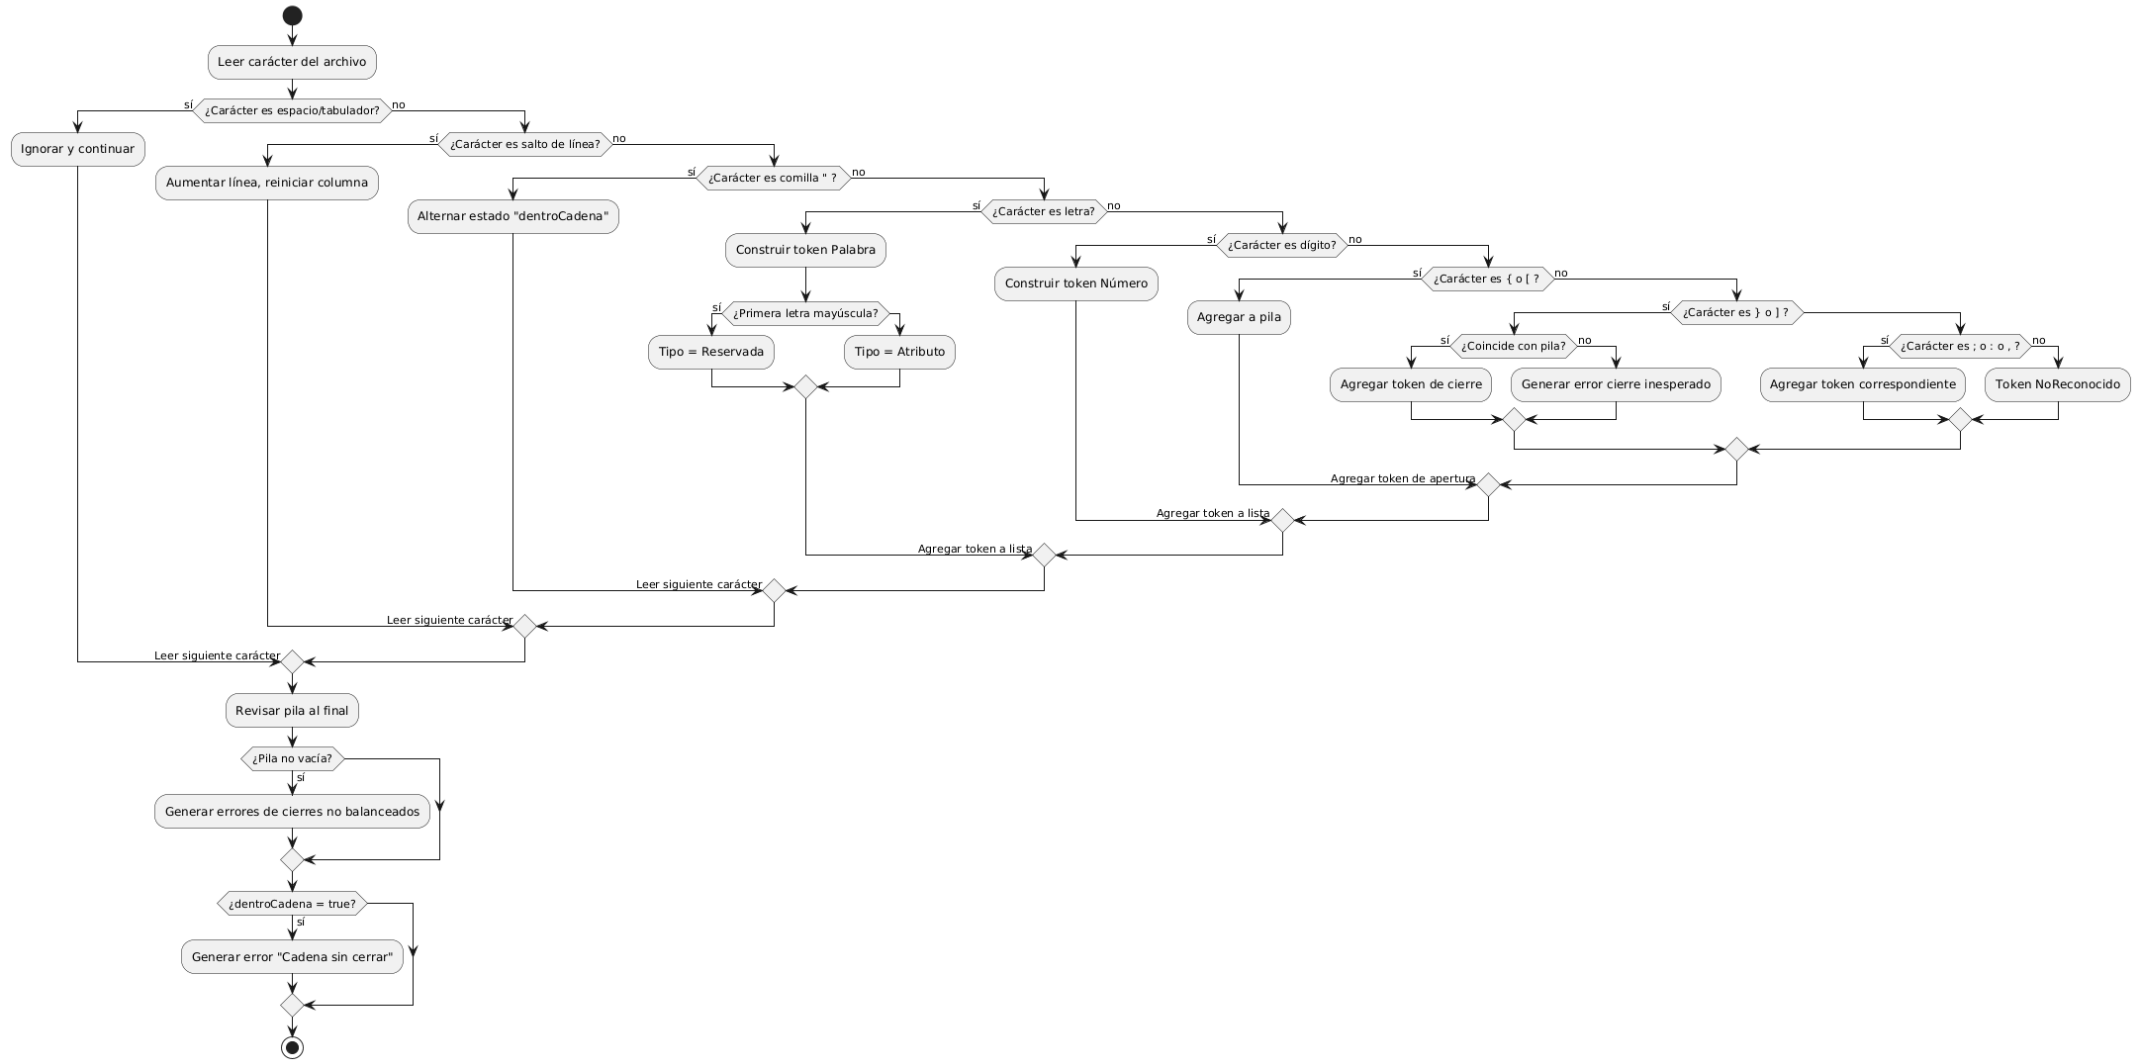 Leer carácter del archivo
sí
¿Carácter es espacio/tabulador?
no
Ignorar y continuar
sí
¿Carácter es salto de línea?
no
Aumentar línea, reiniciar columna
sí
¿Carácter es comilla " ?
no
Alternar estado "dentroCadena"
sí
¿Carácter es letra?
no
Construir token Palabra
sí
¿Primera letra mayúscula?
Tipo = Reservada
Tipo = Atributo
sí
¿Carácter es dígito?
no
Construir token Número
sí
¿Carácter es { o [ ?
no
Agregar a pila
sí
¿Carácter es } o ] ?
sí
¿Coincide con pila?
no
Agregar token de cierre
Generar error cierre inesperado
sí
¿Carácter es ; o : o , ?
no
Agregar token correspondiente
Token NoReconocido
Agregar token de apertura
Agregar token a lista
Agregar token a lista
Leer siguiente carácter
Leer siguiente carácter
Leer siguiente carácter
Revisar pila al final
¿Pila no vacía?
sí
Generar errores de cierres no balanceados
¿dentroCadena = true?
sí
Generar error "Cadena sin cerrar"